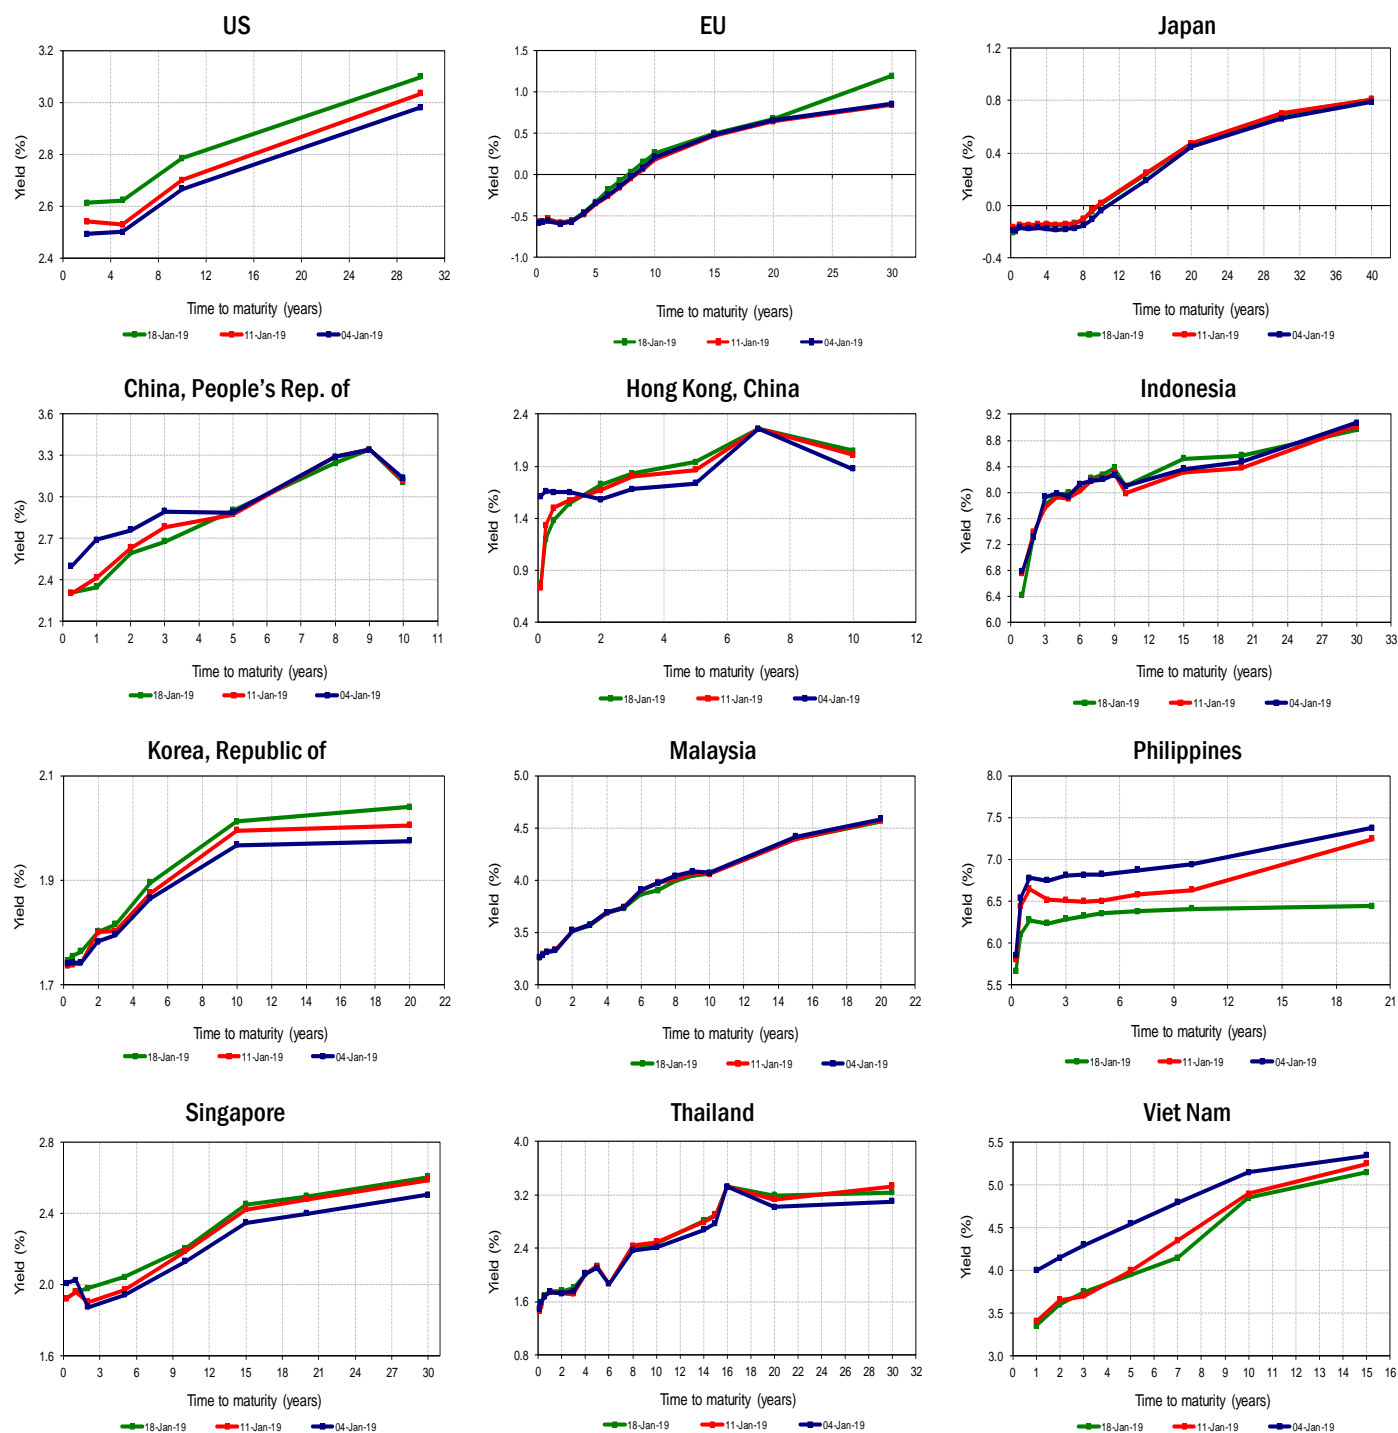 US
3.2
3.0
2.8
2.6
2.4
Yield (%)
0 4 8 12 16 20 24 28 32
Time to maturity (years)
18-Jan-19 11-Jan-19 04-Jan-19
EU
1.5
1.0
0.5
0.0
-0.5
-1.0
Yield (%)
0 5 10 15 20 25 30
Time to maturity (years)
18-Jan-19 11-Jan-19 04-Jan-19
Japan
1.2
0.8
0.4
0.0
-0.4
Yield (%)
0 4 8 12 16 20 24 28 32 36 40
Time to maturity (years)
18-Jan-19 11-Jan-19 04-Jan-19
China, People's Rep. of
3.6
3.3
3.0
2.7
2.4
2.1
Yield (%)
0 1 2 3 4 5 7 8 9 10 11
Time to maturity (years)
18-Jan-19 11-Jan-19 04-Jan-19
Hong Kong, China
2.4
1.9
1.4
0.9
0.4
Yield (%)
0 2 4 6 8 10 12
Time to maturity (years)
18-Jan-19 11-Jan-19 04-Jan-19
Indonesia
9.2
8.8
8.4
8.0
7.6
7.2
6.8
6.4
6.0
Yield (%)
0 3 6 9 12 15 18 21 24 27 30 33
Time to maturity (years)
18-Jan-19 11-Jan-19 04-Jan-19
Korea, Republic of
2.1
1.9
1.7
Yield (%)
0 2 4 6 8 10 12 14 16 18 20 22
Time to maturity (years)
18-Jan-19 11-Jan-19 04-Jan-19
Malaysia
5.0
4.5
4.0
3.5
3.0
Yield (%)
0 2 4 6 8 10 12 14 16 18 20 22
Time to maturity (years)
18-Jan-19 11-Jan-19 04-Jan-19
Philippines
8.0
7.5
7.0
6.5
6.0
5.5
Yield (%)
0 3 6 9 12 15 18 21
Time to maturity (years)
18-Jan-19 11-Jan-19 04-Jan-19
Singapore
2.8
2.4
2.0
1.6
Yield (%)
0 3 6 9 12 15 18 21 24 27 30
Time to maturity (years)
18-Jan-19 11-Jan-19 04-Jan-19
Thailand
4.0
3.2
2.4
1.6
0.8
Yield (%)
0 2 4 6 8 10 12 14 16 18 20 22 24 26 28 30 32
Time to maturity (years)
18-Jan-19 11-Jan-19 04-Jan-19
Viet Nam
5.5
5.0
4.5
4.0
3.5
3.0
Yield (%)
0 1 2 3 4 5 6 7 8 10 11 12 13 14 15 16
Time to maturity (years)
18-Jan-19 11-Jan-19 04-Jan-19